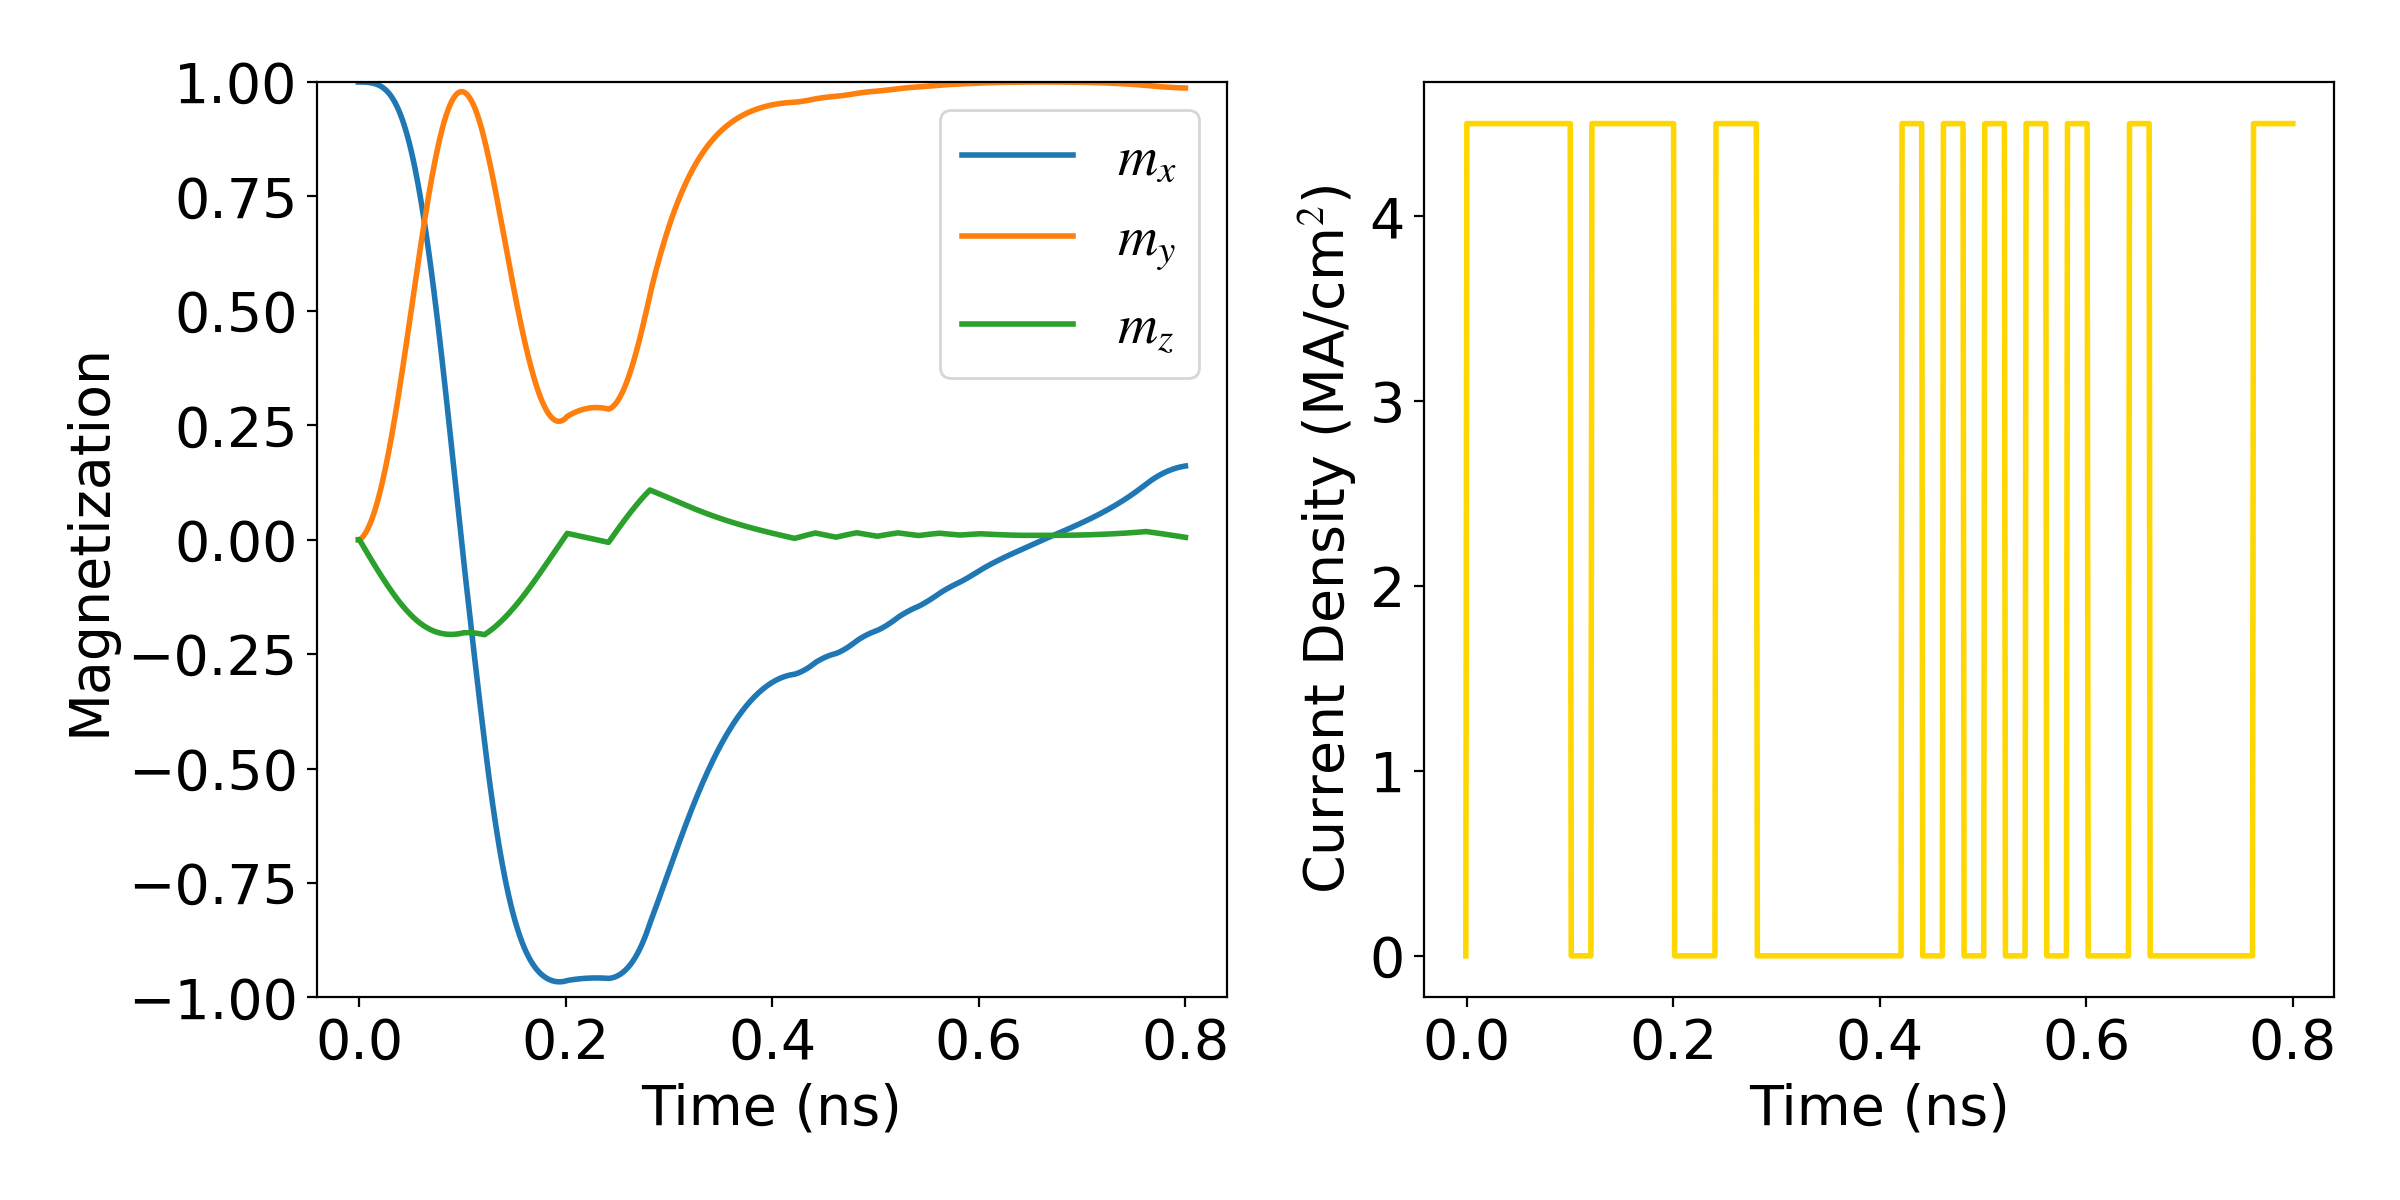 Magnetization
1.00
0.75
0.50
0.25
0.00
−0.25
−0.50
−0.75
−1.00
0.0 0.2 0.4 0.6 0.8
Time (ns)
m_x
m_y
m_z
Current Density (MA/cm²)
4
3
2
1
0
0.0 0.2 0.4 0.6 0.8
Time (ns)